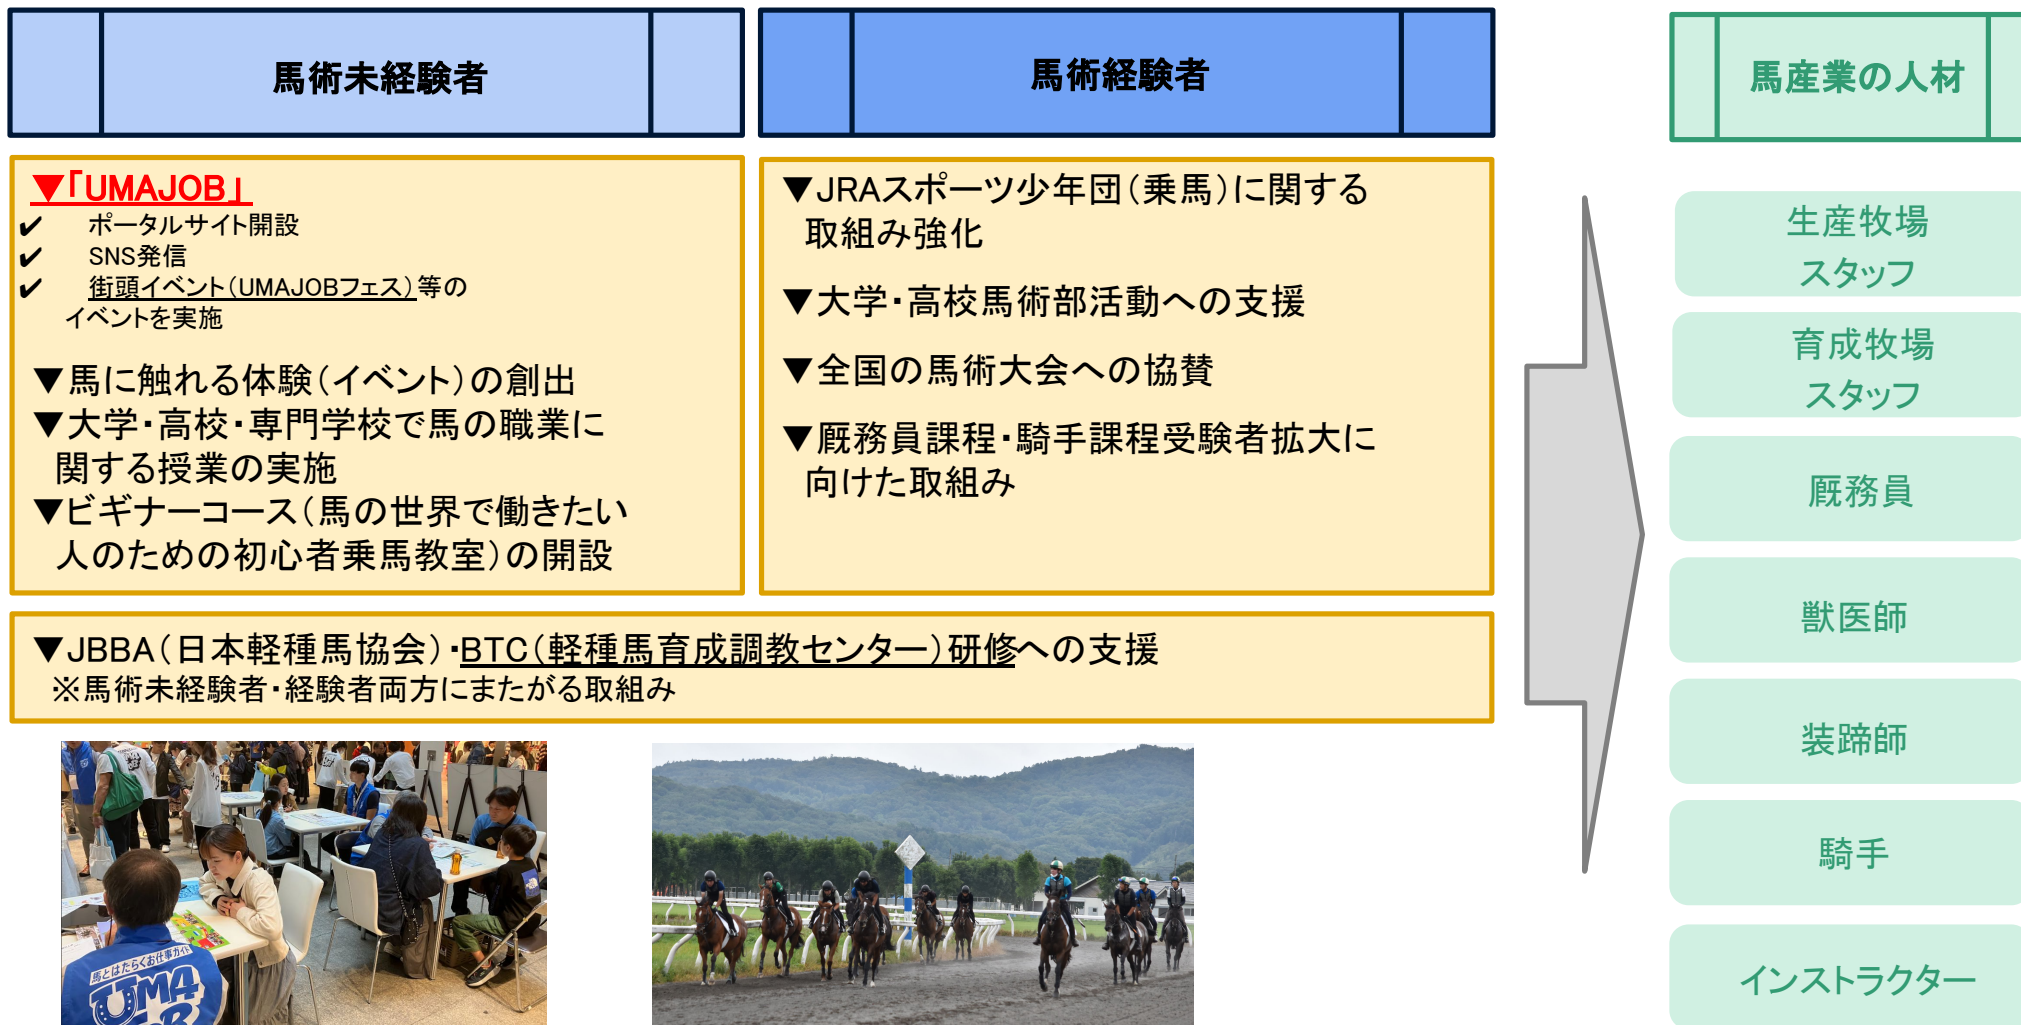 馬術未経験者
馬術経験者
馬産業の人材
▼「UMAJOB」
✔ ポータルサイト開設
✔ SNS発信
✔ 街頭イベント（UMAJOBフェス）等の
イベントを実施
▼馬に触れる体験（イベント）の創出
▼大学・高校・専門学校で馬の職業に
関する授業の実施
▼ビギナーコース（馬の世界で働きたい
人のための初心者乗馬教室）の開設
▼JRAスポーツ少年団（乗馬）に関する
取組み強化
▼大学・高校馬術部活動への支援
▼全国の馬術大会への協賛
▼厩務員課程・騎手課程受験者拡大に
向けた取組み
▼JBBA（日本軽種馬協会）・BTC（軽種馬育成調教センター）研修への支援
※馬術未経験者・経験者両方にまたがる取組み
生産牧場
スタッフ
育成牧場
スタッフ
厩務員
獣医師
装蹄師
騎手
インストラクター
馬とはたらくお仕事ガイド
UMA